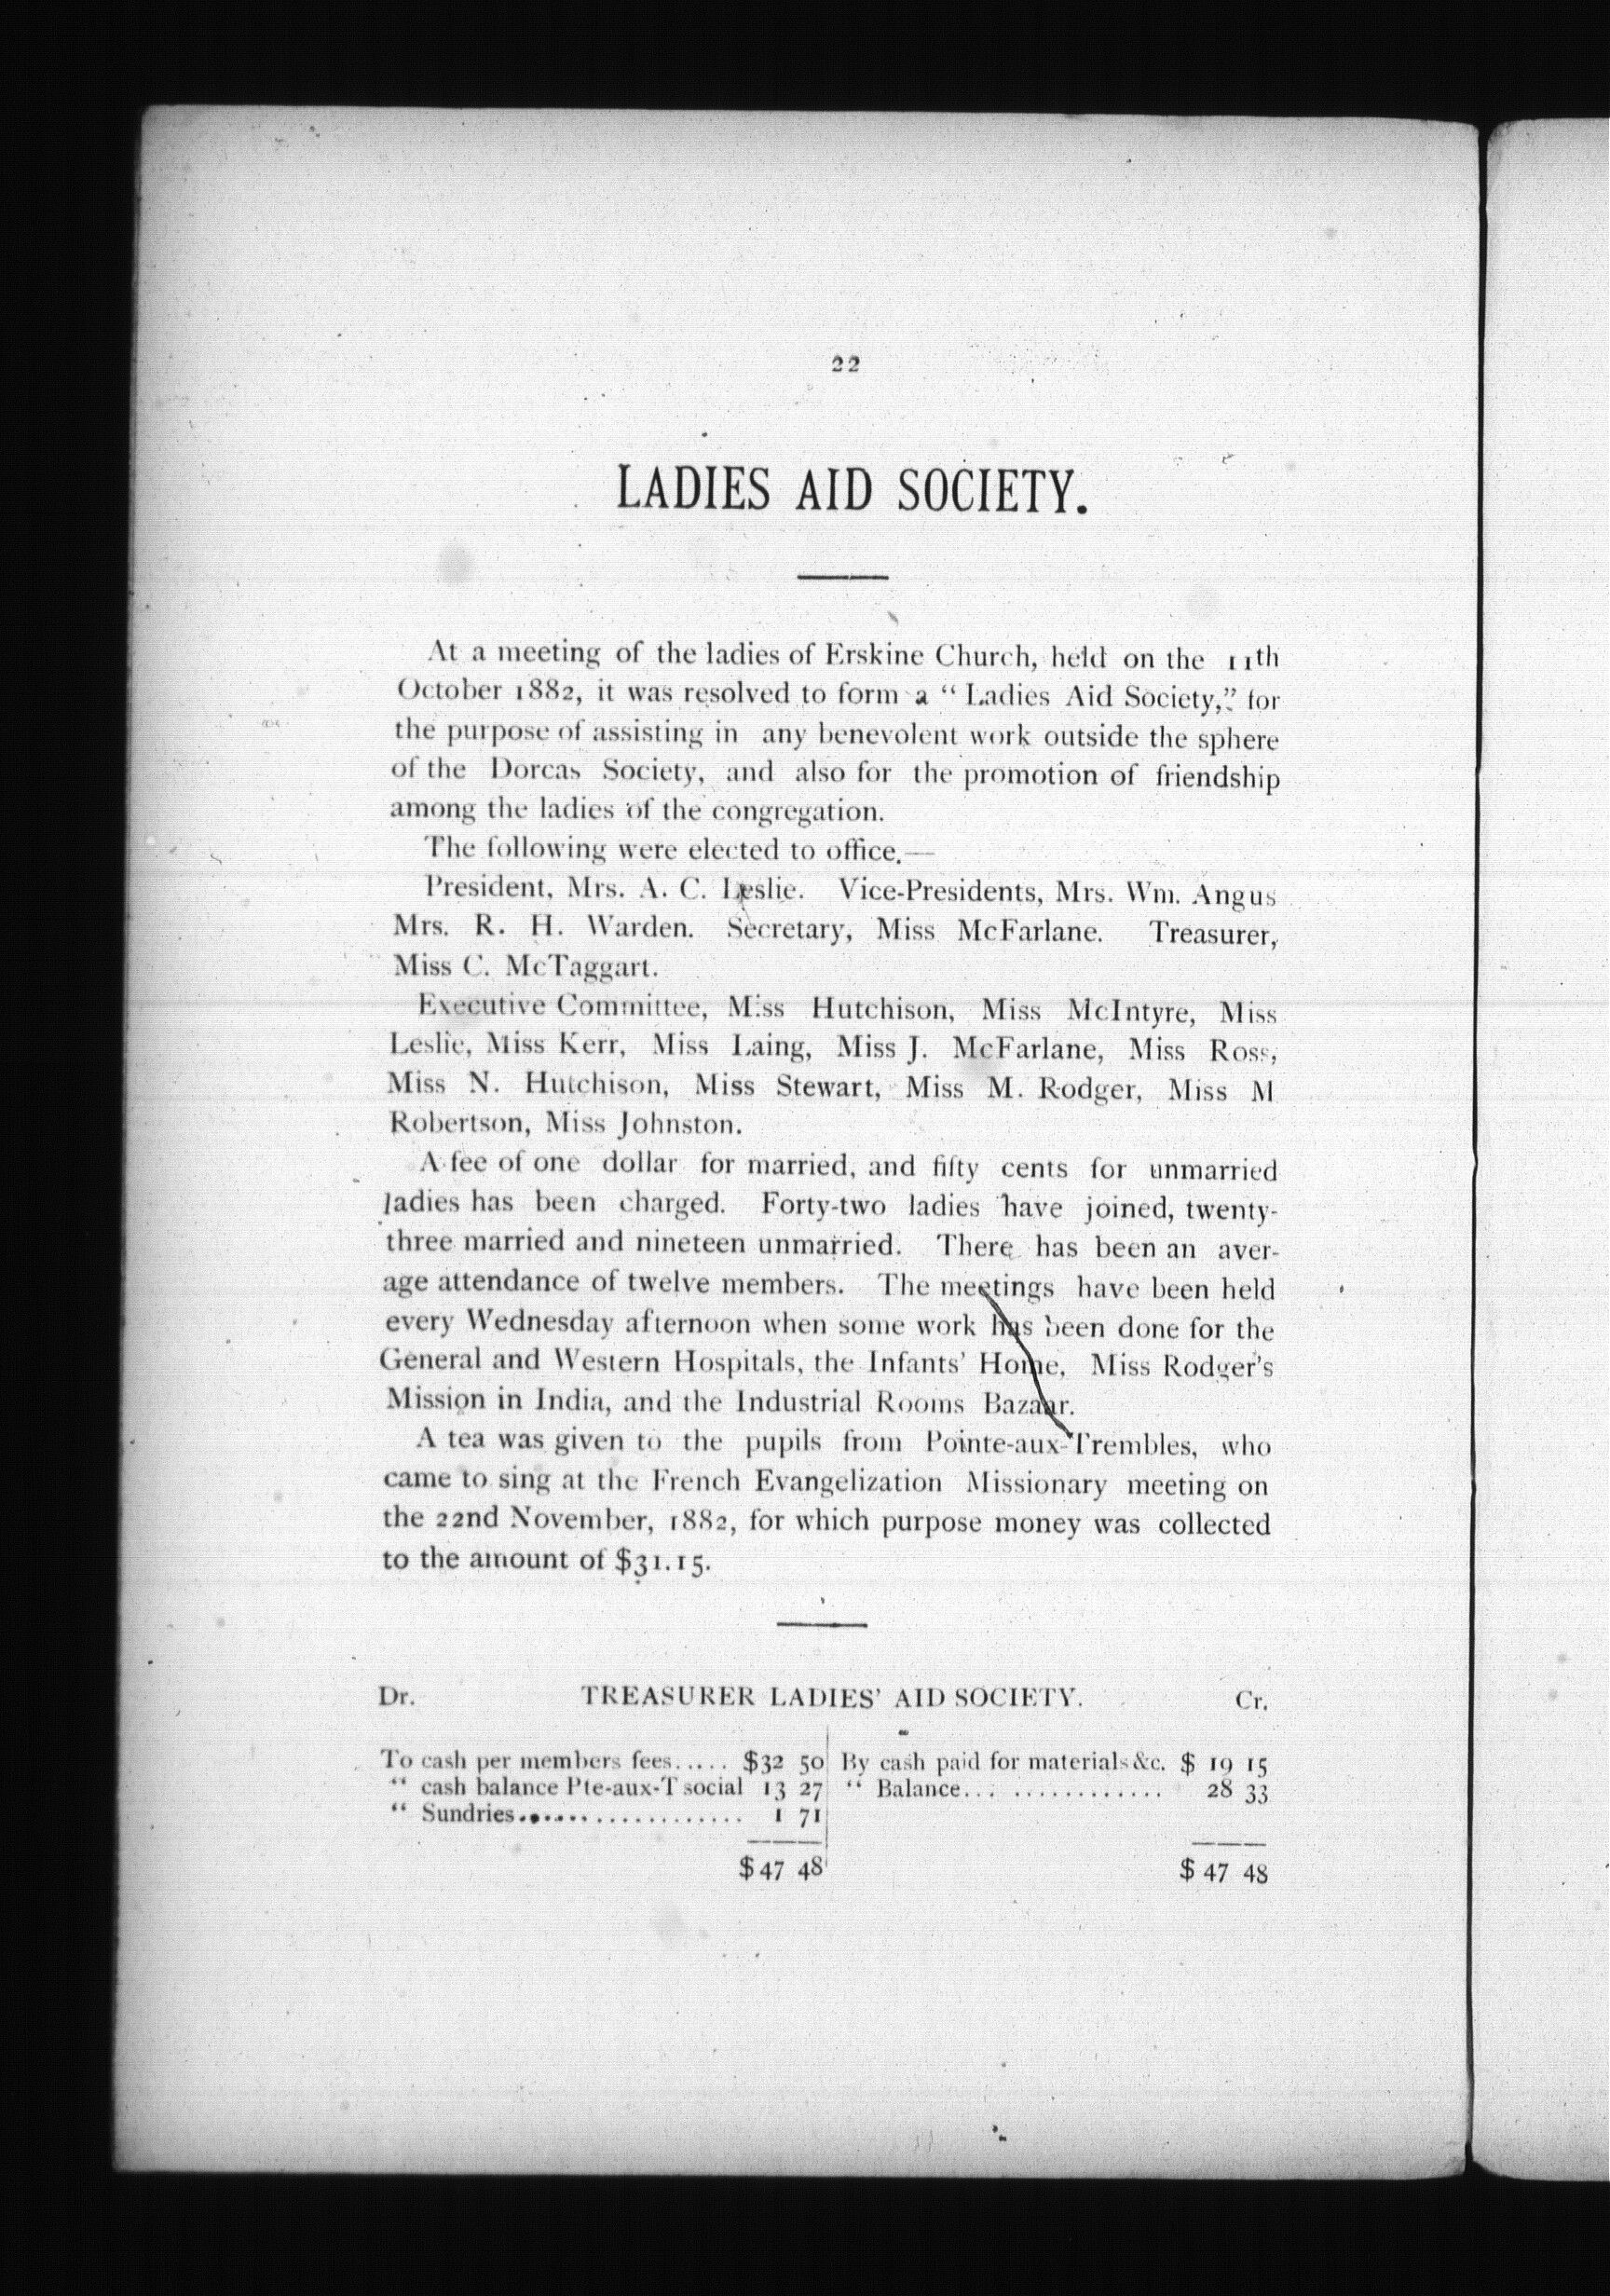 22
LADIES AID SOCIETY.
At a meeting of the ladies of Erskine Church, held on the 11th
October 1882, it was resolved to form a “ Ladies Aid Society,” for
the purpose of assisting in any benevolent work outside the sphere
of the Dorcas Society, and also for the promotion of friendship
among the ladies of the congregation.
The following were elected to office.—
President, Mrs. A. C. Leslie. Vice-Presidents, Mrs. Wm. Angus
Mrs. R. H. Warden. Secretary, Miss McFarlane. Treasurer,
Miss C. McTaggart.
Executive Committee, Miss Hutchison, Miss McIntyre, Miss
Leslie, Miss Kerr, Miss Laing, Miss J. McFarlane, Miss Ross,
Miss N. Hutchison, Miss Stewart, Miss M. Rodger, Miss M
Robertson, Miss Johnston.
A fee of one dollar for married, and fifty cents for unmarried
ladies has been charged. Forty-two ladies have joined, twenty-
three married and nineteen unmarried. There has been an aver-
age attendance of twelve members. The meetings have been held
every Wednesday afternoon when some work has been done for the
General and Western Hospitals, the Infants’ Home, Miss Rodger’s
Mission in India, and the Industrial Rooms Bazaar.
A tea was given to the pupils from Pointe-aux-Trembles, who
came to sing at the French Evangelization Missionary meeting on
the 22nd November, 1882, for which purpose money was collected
to the amount of $31.15.
Dr. TREASURER LADIES’ AID SOCIETY. Cr.
To cash per members fees..... $32 50 By cash paid for materials &c. $ 19 15
“ cash balance Pte-aux-T social 13 27 “ Balance... ............ 28 33
“ Sundries..................... 1 71
$ 47 48 $ 47 48